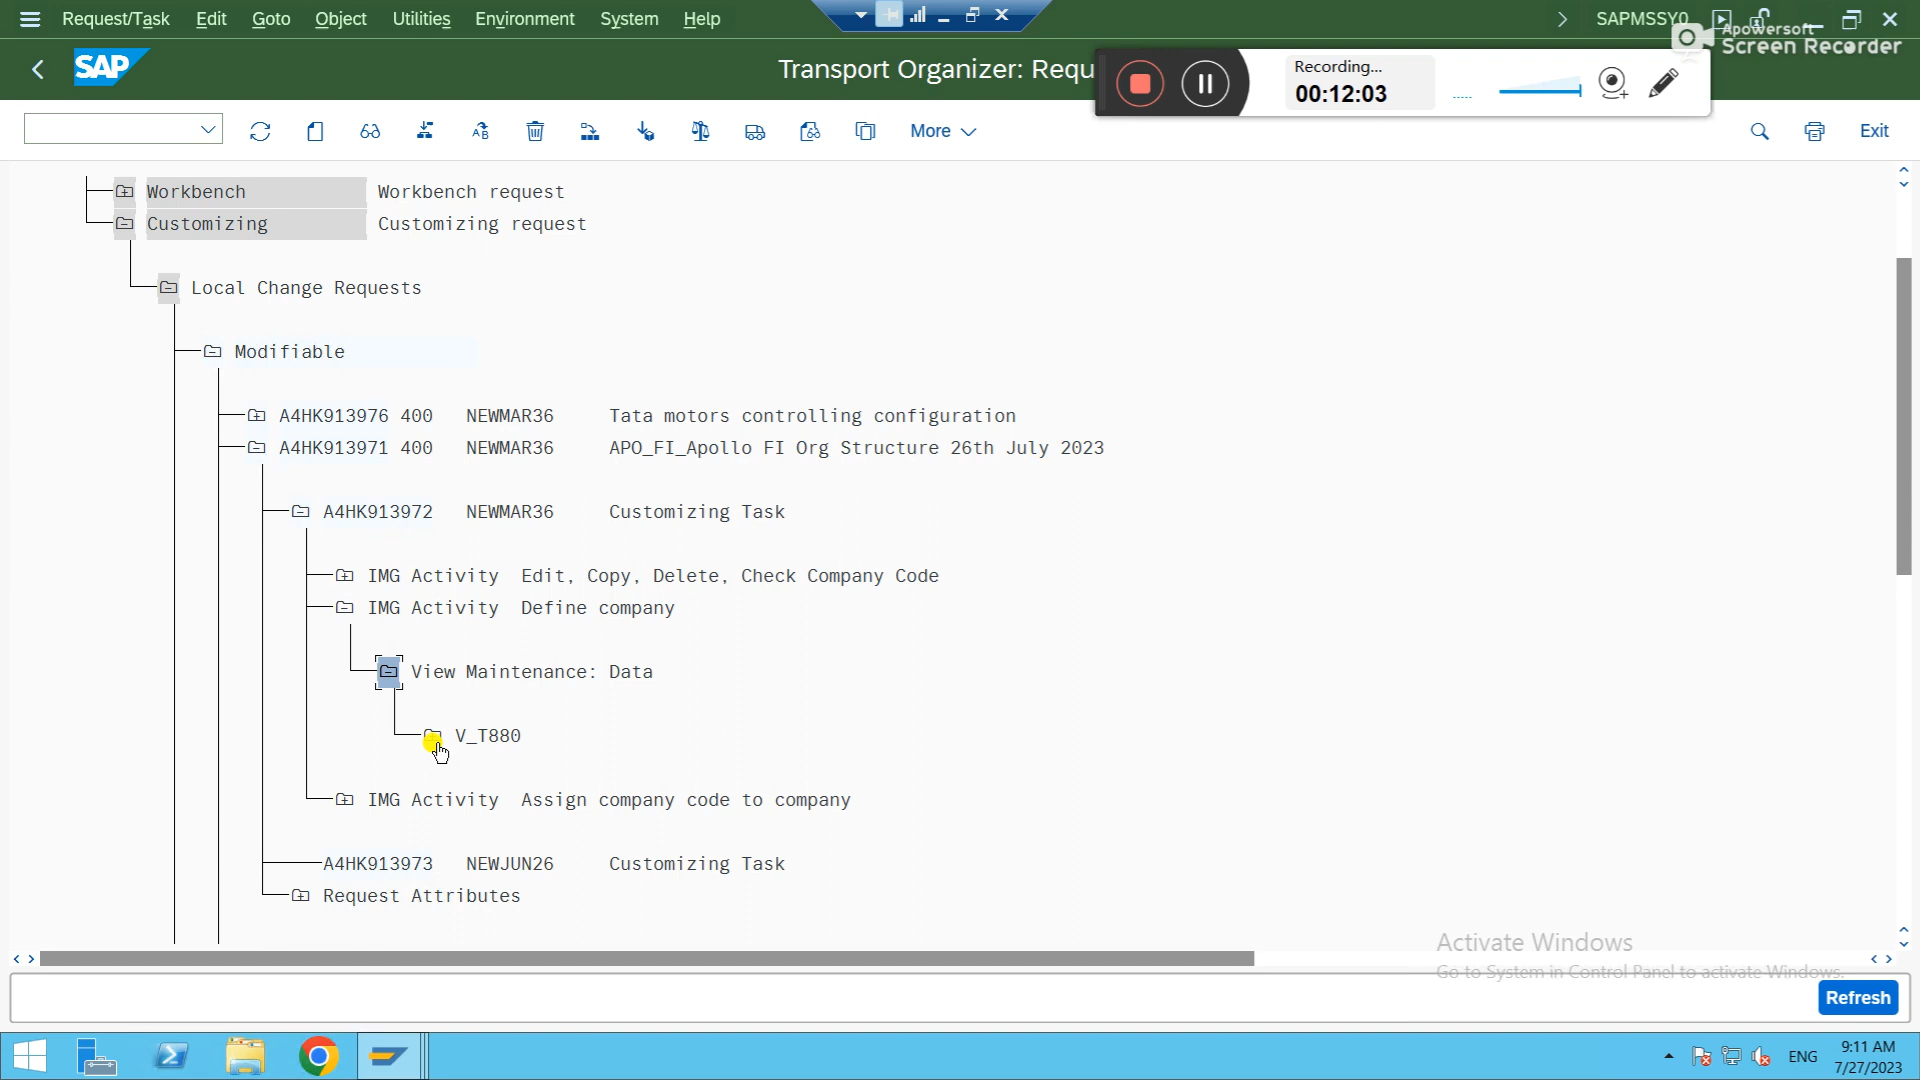 Request/Task Edit Goto Object Utilities Environment System Help
SAPMSSY0
Apowersoft
Screen Recorder
SAP
Transport Organizer: Requ
Recording...
00:12:03
More
Exit
Workbench Workbench request
Customizing Customizing request
Local Change Requests
Modifiable
A4HK913976 400 NEWMAR36 Tata motors controlling configuration
A4HK913971 400 NEWMAR36 APO_FI_Apollo FI Org Structure 26th July 2023
A4HK913972 NEWMAR36 Customizing Task
IMG Activity Edit, Copy, Delete, Check Company Code
IMG Activity Define company
View Maintenance: Data
V_T880
IMG Activity Assign company code to company
A4HK913973 NEWJUN26 Customizing Task
Request Attributes
Activate Windows
Go to System in Control Panel to activate Windows.
Refresh
ENG
9:11 AM
7/27/2023